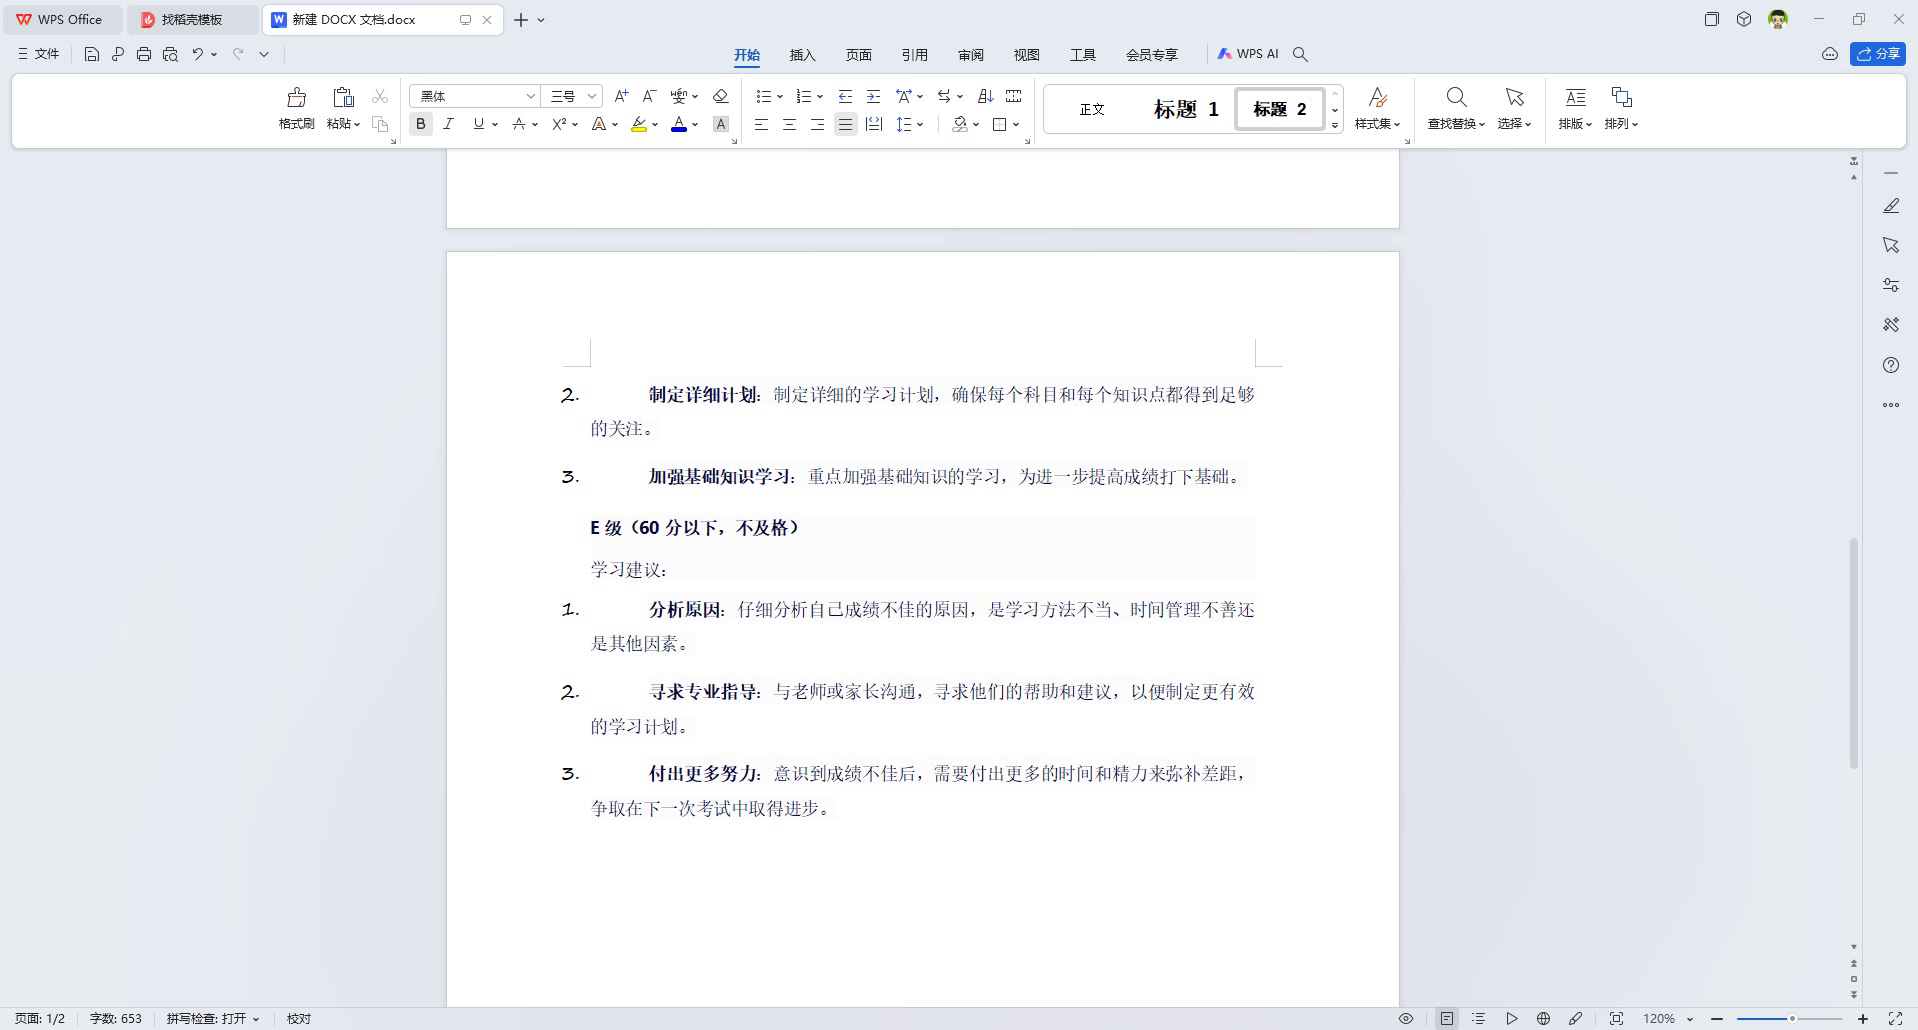 WPS Office
找稻壳模板
新建 DOCX 文档.docx
文件
开始 插入 页面 引用 审阅 视图 工具 会员专享 WPS AI
分享
格式刷 粘贴
黑体 三号
正文 标题 1 标题 2
样式集 查找替换 选择 排版 排列
2. 制定详细计划：制定详细的学习计划，确保每个科目和每个知识点都得到足够
的关注。
3. 加强基础知识学习：重点加强基础知识的学习，为进一步提高成绩打下基础。
E 级（60 分以下，不及格）
学习建议：
1. 分析原因：仔细分析自己成绩不佳的原因，是学习方法不当、时间管理不善还
是其他因素。
2. 寻求专业指导：与老师或家长沟通，寻求他们的帮助和建议，以便制定更有效
的学习计划。
3. 付出更多努力：意识到成绩不佳后，需要付出更多的时间和精力来弥补差距，
争取在下一次考试中取得进步。
页面: 1/2 字数: 653 拼写检查: 打开 校对
120%